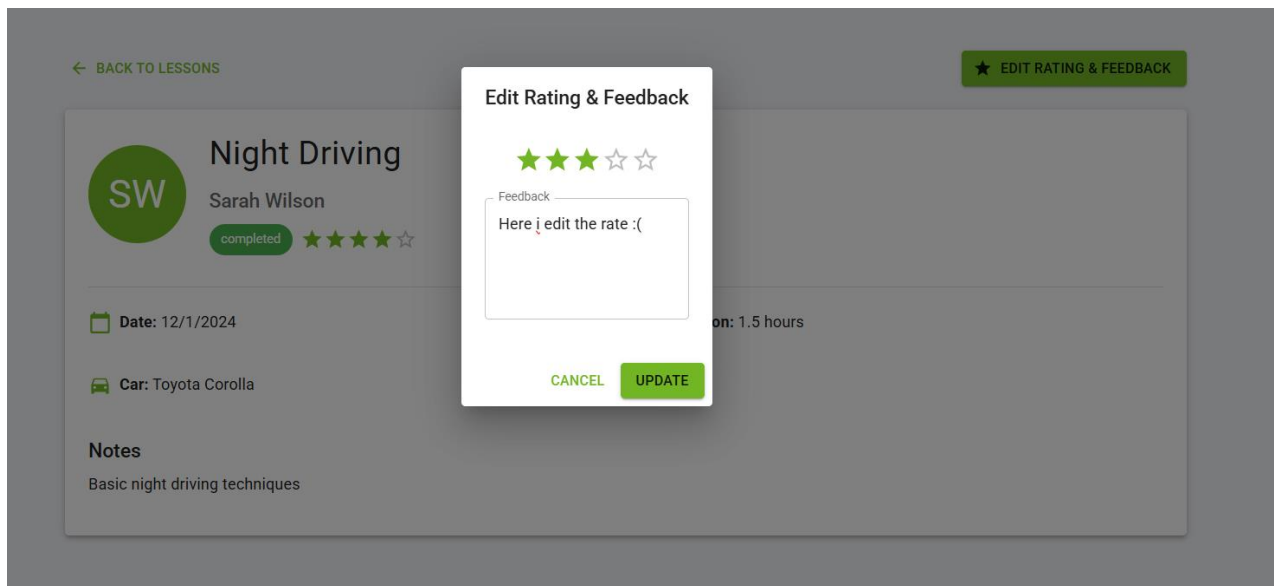 BACK TO LESSONS
EDIT RATING & FEEDBACK
SW
Night Driving
Sarah Wilson
completed
Date: 12/1/2024
on: 1.5 hours
Car: Toyota Corolla
Notes
Basic night driving techniques
Edit Rating & Feedback
Feedback
Here i edit the rate :(
CANCEL UPDATE